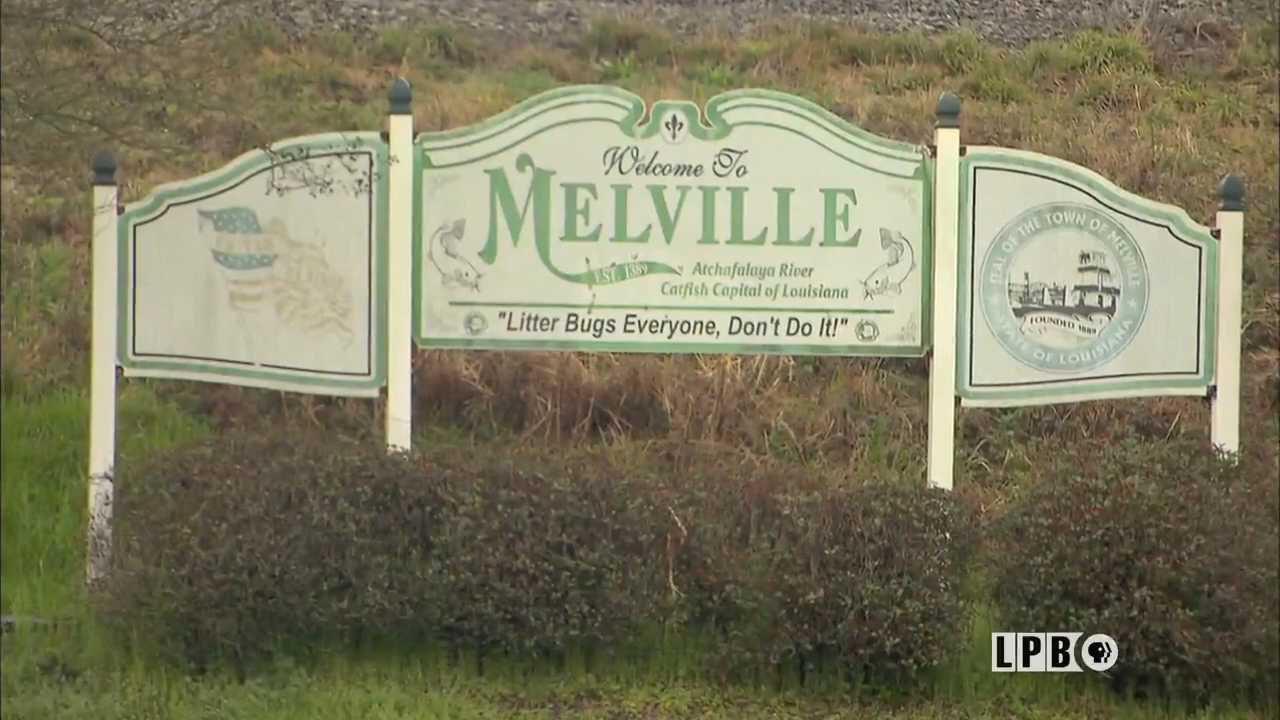 Welcome To
MELVILLE
EST. 1889
Atchafalaya River
Catfish Capital of Louisiana
"Litter Bugs Everyone, Don't Do It!"
SEAL OF THE TOWN OF MELVILLE
FOUNDED 1889
STATE OF LOUISIANA
LPB